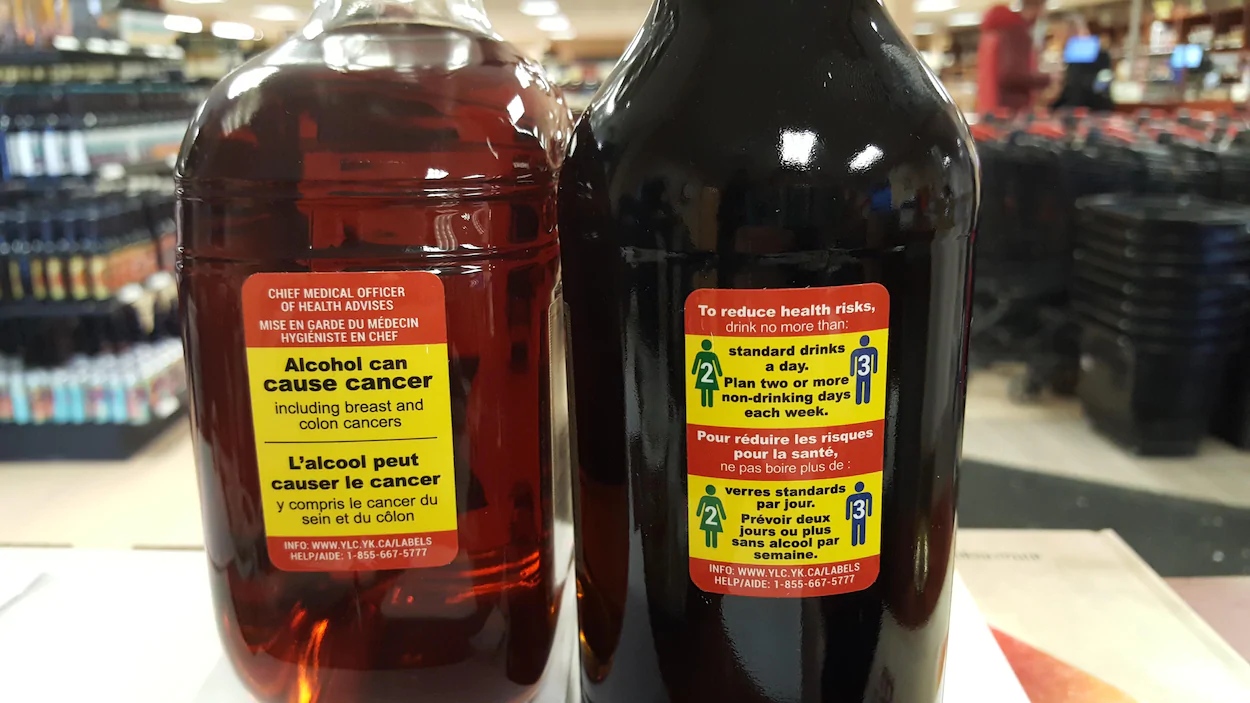 CHIEF MEDICAL OFFICER
OF HEALTH ADVISES
MISE EN GARDE DU MÉDECIN
HYGIÉNISTE EN CHEF
Alcohol can
cause cancer
including breast and
colon cancers
L'alcool peut
causer le cancer
y compris le cancer du
sein et du côlon
INFO: WWW.YLC.YK.CA/LABELS
HELP/AIDE: 1-855-667-5777
To reduce health risks,
drink no more than:
2 standard drinks 3
a day.
Plan two or more
non-drinking days
each week.
Pour réduire les risques
pour la santé,
ne pas boire plus de :
2 verres standards 3
par jour.
Prévoir deux
jours ou plus
sans alcool par
semaine.
INFO: WWW.YLC.YK.CA/LABELS
HELP/AIDE: 1-855-667-5777